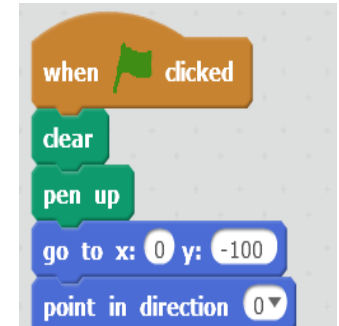 when clicked
clear
pen up
go to x: 0 y: -100
point in direction 0